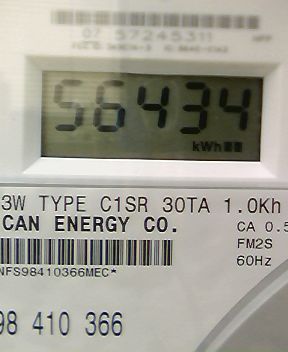 07 57245311
56434
kWh
3W TYPE C1SR 30TA 1.0Kh
CAN ENERGY CO.
CA 0.5
FM2S
60Hz
NFS98410366MEC*
98 410 366